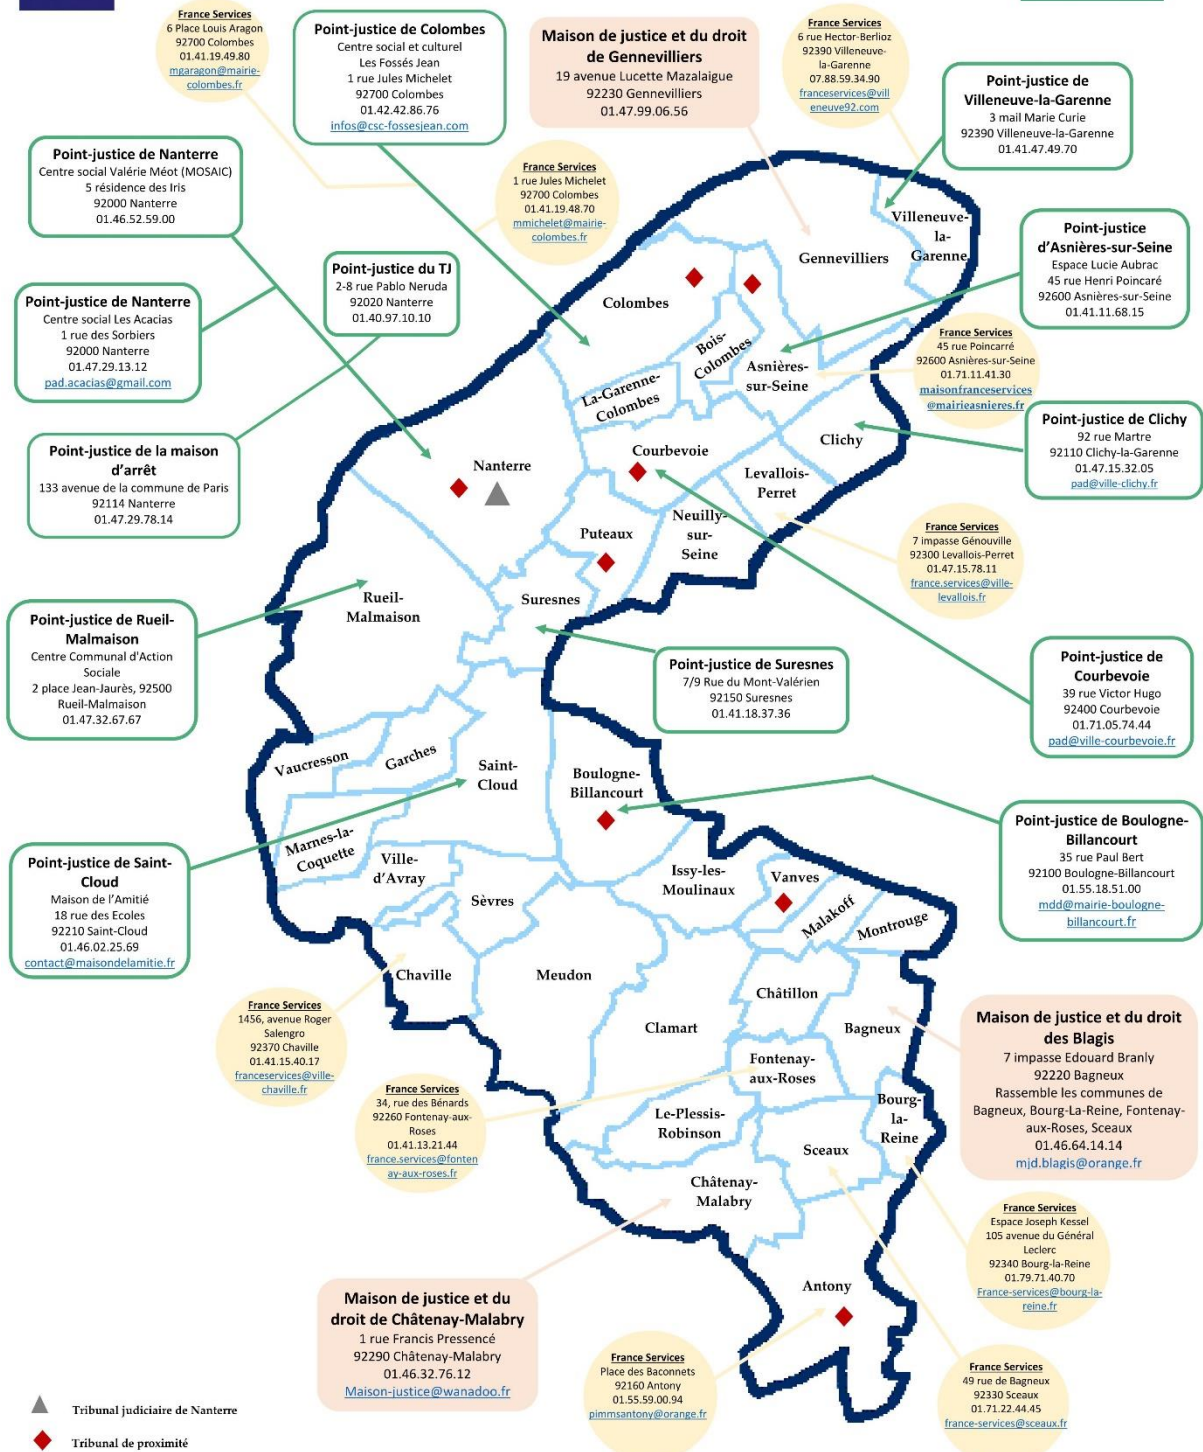 France Services
6 Place Louis Aragon
92700 Colombes
01.41.19.49.80
mgaragon@mairie-
colombes.fr
Point-justice de Colombes
Centre social et culturel
Les Fossés Jean
1 rue Jules Michelet
92700 Colombes
01.42.42.86.76
infos@csc-fossesjean.com
Maison de justice et du droit
de Gennevilliers
19 avenue Lucette Mazalaigue
92230 Gennevilliers
01.47.99.06.56
France Services
6 rue Hector-Berlioz
92390 Villeneuve-
la-Garenne
07.88.59.34.90
franceservices@vill
eneuve92.com
Point-justice de
Villeneuve-la-Garenne
3 mail Marie Curie
92390 Villeneuve-la-Garenne
01.41.47.49.70
Point-justice de Nanterre
Centre social Valérie Méot (MOSAIC)
5 résidence des Iris
92000 Nanterre
01.46.52.59.00
France Services
1 rue Jules Michelet
92700 Colombes
01.41.19.48.70
mmichelet@mairie-
colombes.fr
Point-justice du TJ
2-8 rue Pablo Neruda
92020 Nanterre
01.40.97.10.10
Point-justice
d'Asnières-sur-Seine
Espace Lucie Aubrac
45 rue Henri Poincaré
92600 Asnières-sur-Seine
01.41.11.68.15
Point-justice de Nanterre
Centre social Les Acacias
1 rue des Sorbiers
92000 Nanterre
01.47.29.13.12
pad.acacias@gmail.com
France Services
45 rue Poincarré
92600 Asnières-sur-Seine
01.71.11.41.30
maisonfranceservices
@mairieasnieres.fr
Point-justice de Clichy
92 rue Martre
92110 Clichy-la-Garenne
01.47.15.32.05
pad@ville-clichy.fr
Point-justice de la maison
d'arrêt
133 avenue de la commune de Paris
92114 Nanterre
01.47.29.78.14
France Services
7 impasse Génouville
92300 Levallois-Perret
01.47.15.78.11
france.services@ville-
levallois.fr
Point-justice de Rueil-
Malmaison
Centre Communal d'Action
Sociale
2 place Jean-Jaurès, 92500
Rueil-Malmaison
01.47.32.67.67
Point-justice de Suresnes
7/9 Rue du Mont-Valérien
92150 Suresnes
01.41.18.37.36
Point-justice de
Courbevoie
39 rue Victor Hugo
92400 Courbevoie
01.71.05.74.44
pad@ville-courbevoie.fr
Point-justice de Boulogne-
Billancourt
35 rue Paul Bert
92100 Boulogne-Billancourt
01.55.18.51.00
mdd@mairie-boulogne-
billancourt.fr
Point-justice de Saint-
Cloud
Maison de l'Amitié
18 rue des Ecoles
92210 Saint-Cloud
01.46.02.25.69
contact@maisondelamitie.fr
France Services
1456, avenue Roger
Salengro
92370 Chaville
01.41.15.40.17
franceservices@ville-
chaville.fr
France Services
34, rue des Bénards
92260 Fontenay-aux-
Roses
01.41.13.21.44
france.services@fonten
ay-aux-roses.fr
Maison de justice et du droit
des Blagis
7 impasse Edouard Branly
92220 Bagneux
Rassemble les communes de
Bagneux, Bourg-La-Reine, Fontenay-
aux-Roses, Sceaux
01.46.64.14.14
mjd.blagis@orange.fr
France Services
Espace Joseph Kessel
105 avenue du Général
Leclerc
92340 Bourg-la-Reine
01.79.71.40.70
France-services@bourg-la-
reine.fr
Maison de justice et du
droit de Châtenay-Malabry
1 rue Francis Pressencé
92290 Châtenay-Malabry
01.46.32.76.12
Maison-justice@wanadoo.fr
France Services
Place des Baconnets
92160 Antony
01.55.59.00.94
pimmsantony@orange.fr
France Services
49 rue de Bagneux
92330 Sceaux
01.71.22.44.45
france-services@sceaux.fr
Villeneuve-
la-
Garenne
Gennevilliers
Colombes
Bois-
Colombes
Asnières-
sur-Seine
La-Garenne-
Colombes
Clichy
Courbevoie
Nanterre
Levallois-
Perret
Neuilly-
sur-
Seine
Puteaux
Suresnes
Rueil-
Malmaison
Vaucresson
Garches
Saint-
Cloud
Boulogne-
Billancourt
Marnes-la-
Coquette
Ville-
d'Avray
Sèvres
Issy-les-
Moulinaux
Vanves
Malakoff
Montrouge
Chaville
Meudon
Clamart
Châtillon
Bagneux
Fontenay-
aux-Roses
Bourg-
la-
Reine
Le-Plessis-
Robinson
Sceaux
Châtenay-
Malabry
Antony
Tribunal judiciaire de Nanterre
Tribunal de proximité